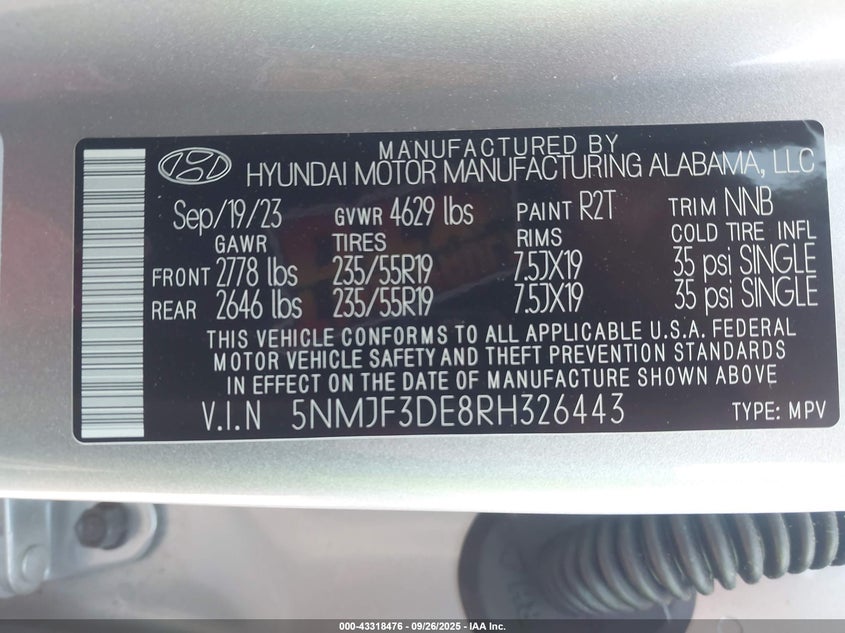 MANUFACTURED BY
HYUNDAI MOTOR MANUFACTURING ALABAMA, LLC
Sep/19/23 GVWR 4629 lbs PAINT R2T TRIM NNB
GAWR TIRES RIMS COLD TIRE INFL
FRONT 2778 lbs 235/55R19 7.5JX19 35 psi SINGLE
REAR 2646 lbs 235/55R19 7.5JX19 35 psi SINGLE
THIS VEHICLE CONFORMS TO ALL APPLICABLE U.S.A. FEDERAL
MOTOR VEHICLE SAFETY AND THEFT PREVENTION STANDARDS
IN EFFECT ON THE DATE OF MANUFACTURE SHOWN ABOVE
V.I.N 5NMJF3DE8RH326443 TYPE: MPV
000-43318476 - 09/26/2025 - IAA Inc.